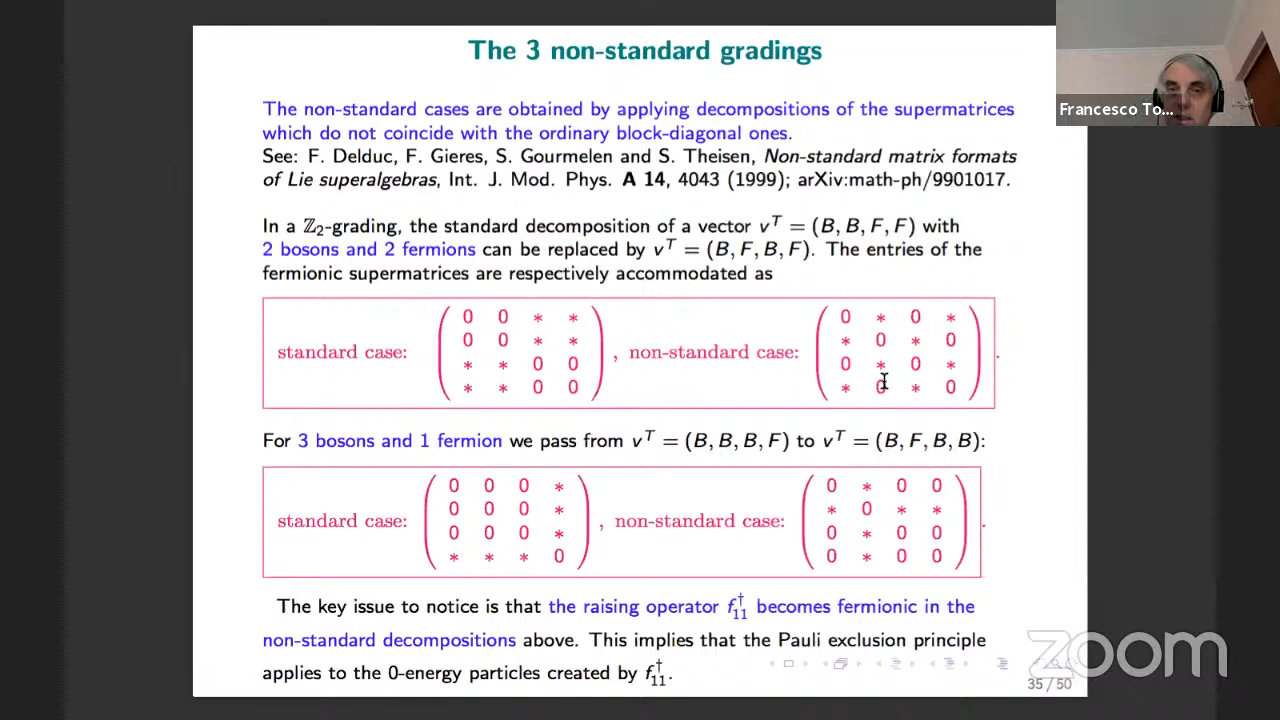 The 3 non-standard gradings
The non-standard cases are obtained by applying decompositions of the supermatrices
which do not coincide with the ordinary block-diagonal ones.
See: F. Delduc, F. Gieres, S. Gourmelen and S. Theisen, Non-standard matrix formats
of Lie superalgebras, Int. J. Mod. Phys. A 14, 4043 (1999); arXiv:math-ph/9901017.
In a ℤ₂-grading, the standard decomposition of a vector vᵀ = (B, B, F, F) with
2 bosons and 2 fermions can be replaced by vᵀ = (B, F, B, F). The entries of the
fermionic supermatrices are respectively accommodated as
standard case: , non-standard case: .
0 0 * * 0 * 0 *
0 0 * * * 0 * 0
* * 0 0 0 * 0 *
* * 0 0 * 0 * 0
For 3 bosons and 1 fermion we pass from vᵀ = (B, B, B, F) to vᵀ = (B, F, B, B):
standard case: , non-standard case: .
0 0 0 * 0 * 0 0
0 0 0 * * 0 * *
0 0 0 * 0 * 0 0
* * * 0 0 * 0 0
The key issue to notice is that the raising operator f₁₁† becomes fermionic in the
non-standard decompositions above. This implies that the Pauli exclusion principle
applies to the 0-energy particles created by f₁₁†.
35 / 50
Francesco To...
zoom